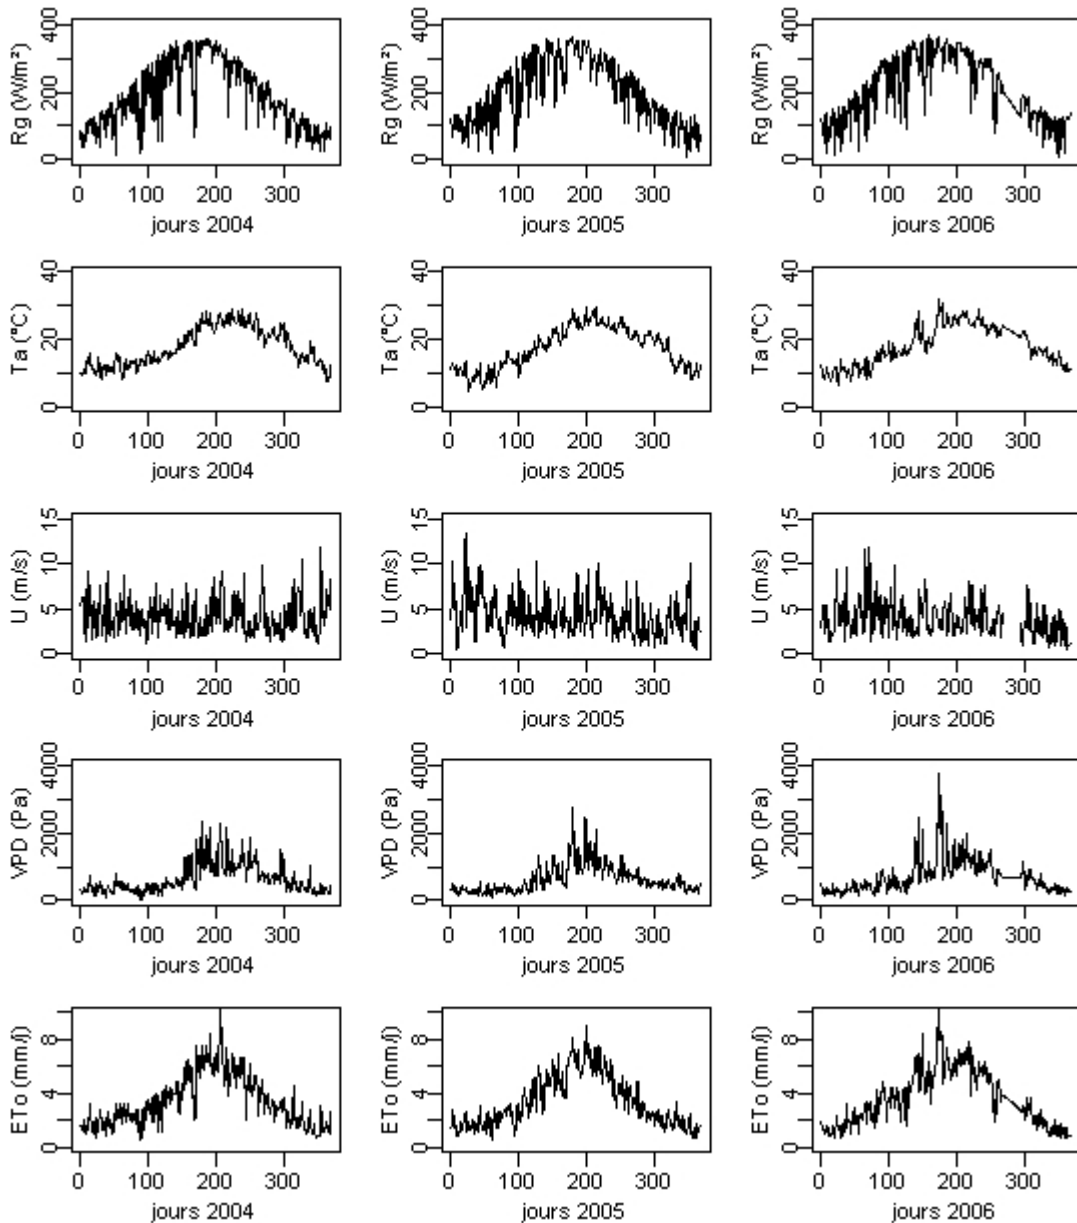 Rg (W/m²)
0 200 400
0 100 200 300
jours 2004
Rg (W/m²)
0 200 400
0 100 200 300
jours 2005
Rg (W/m²)
0 200 400
0 100 200 300
jours 2006
Ta (°C)
0 20 40
0 100 200 300
jours 2004
Ta (°C)
0 20 40
0 100 200 300
jours 2005
Ta (°C)
0 20 40
0 100 200 300
jours 2006
U (m/s)
0 5 10 15
0 100 200 300
jours 2004
U (m/s)
0 5 10 15
0 100 200 300
jours 2005
U (m/s)
0 5 10 15
0 100 200 300
jours 2006
VPD (Pa)
0 2000 4000
0 100 200 300
jours 2004
VPD (Pa)
0 2000 4000
0 100 200 300
jours 2005
VPD (Pa)
0 2000 4000
0 100 200 300
jours 2006
ETo (mm/j)
0 4 8
0 100 200 300
jours 2004
ETo (mm/j)
0 4 8
0 100 200 300
jours 2005
ETo (mm/j)
0 4 8
0 100 200 300
jours 2006